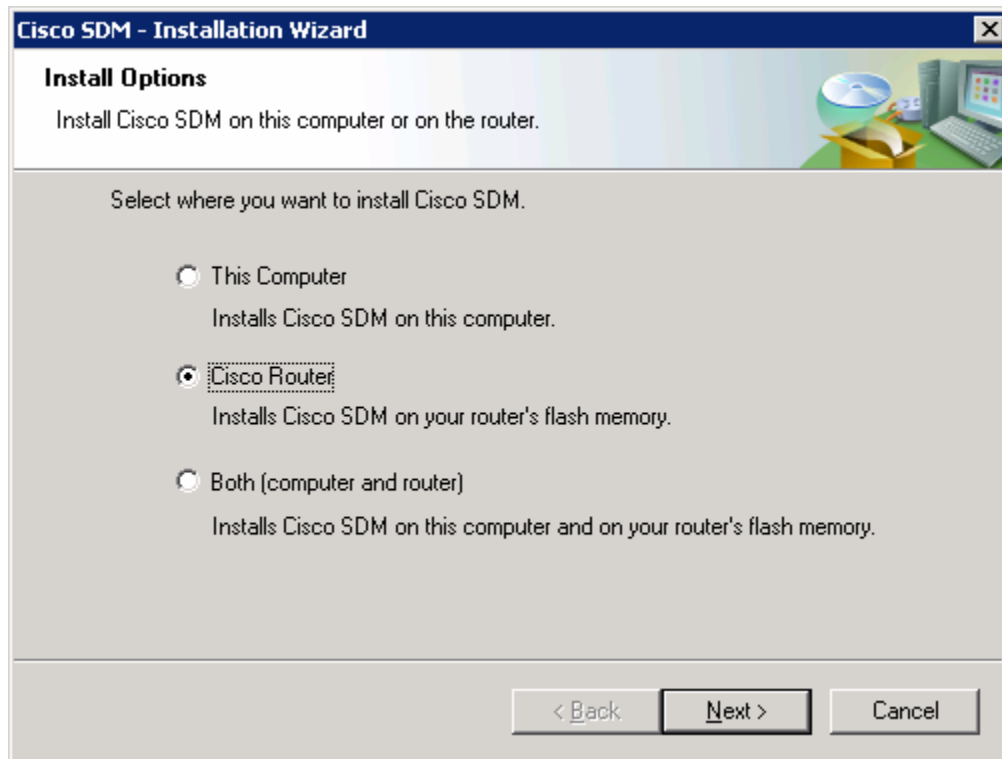 Cisco SDM - Installation Wizard
Install Options
Install Cisco SDM on this computer or on the router.
Select where you want to install Cisco SDM.
This Computer
Installs Cisco SDM on this computer.
Cisco Router
Installs Cisco SDM on your router's flash memory.
Both (computer and router)
Installs Cisco SDM on this computer and on your router's flash memory.
< Back Next > Cancel